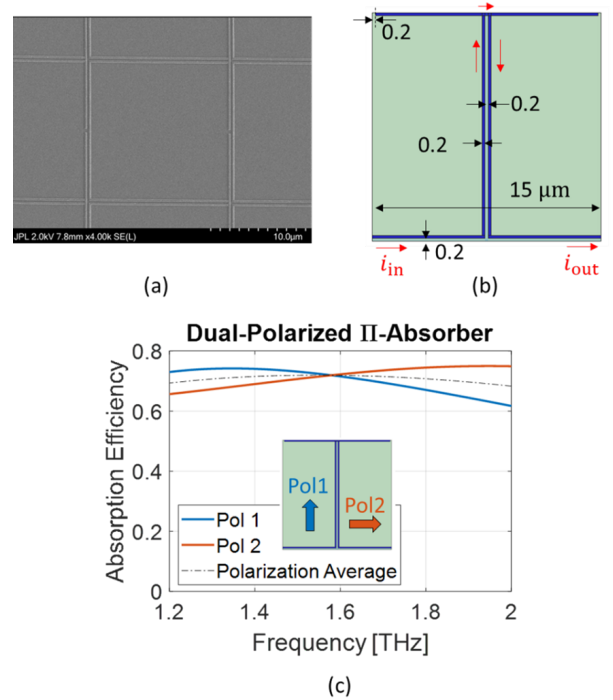 JPL 2.0kV 7.8mm x4.00k SE(L)
10.0μm
(a)
0.2
0.2
0.2
15 μm
0.2
i_in
i_out
(b)
Dual-Polarized Π-Absorber
Absorption Efficiency
0.8
0.6
0.4
0.2
0
Pol1
Pol2
Pol 1
Pol 2
Polarization Average
1.2
1.4
1.6
1.8
2
Frequency [THz]
(c)